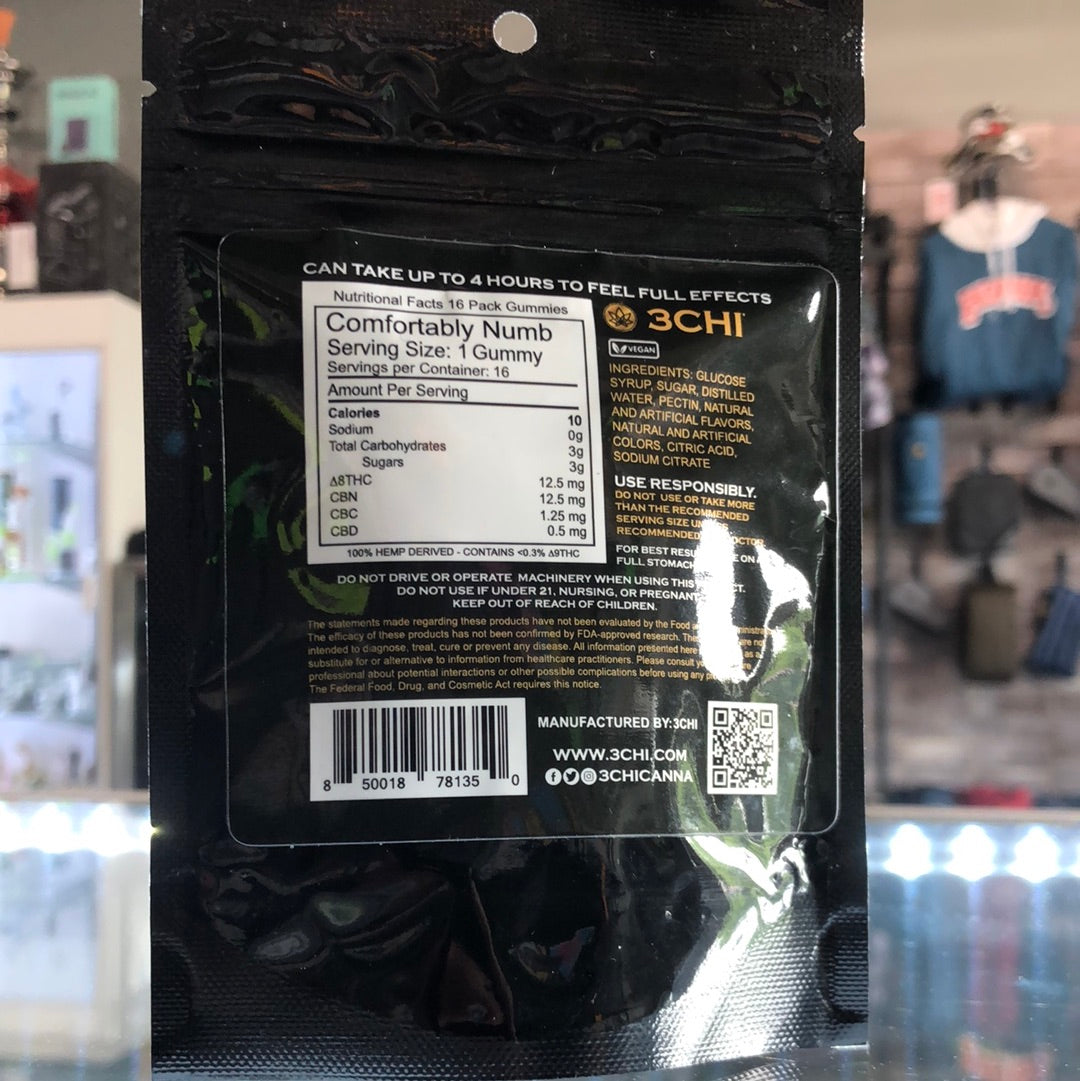 CAN TAKE UP TO 4 HOURS TO FEEL FULL EFFECTS
Nutritional Facts 16 Pack Gummies
Comfortably Numb
Serving Size: 1 Gummy
Servings per Container: 16
Amount Per Serving
Calories 10
Sodium 0g
Total Carbohydrates 3g
Sugars 3g
Δ8THC 12.5 mg
CBN 12.5 mg
CBC 1.25 mg
CBD 0.5 mg
100% HEMP DERIVED - CONTAINS <0.3% Δ9THC
3CHI
VEGAN
INGREDIENTS: GLUCOSE
SYRUP, SUGAR, DISTILLED
WATER, PECTIN, NATURAL
AND ARTIFICIAL FLAVORS,
NATURAL AND ARTIFICIAL
COLORS, CITRIC ACID,
SODIUM CITRATE
USE RESPONSIBLY.
DO NOT USE OR TAKE MORE
THAN THE RECOMMENDED
SERVING SIZE
RECOMMENDED
FOR BEST ON A
FULL STOMACH
DO NOT DRIVE OR OPERATE MACHINERY WHEN USING THIS
DO NOT USE IF UNDER 21, NURSING, OR PREGNANT
KEEP OUT OF REACH OF CHILDREN.
The statements made regarding these products have not been evaluated by the Food
The efficacy of these products has not been confirmed by FDA-approved research. are not
intended to diagnose, treat, cure or prevent any disease. All information presented here as a
substitute for or alternative to information from healthcare practitioners. Please consult
professional about potential interactions or other possible complications before using any
The Federal Food, Drug, and Cosmetic Act requires this notice.
8 50018 78135 0
MANUFACTURED BY:3CHI
WWW.3CHI.COM
3CHICANNA